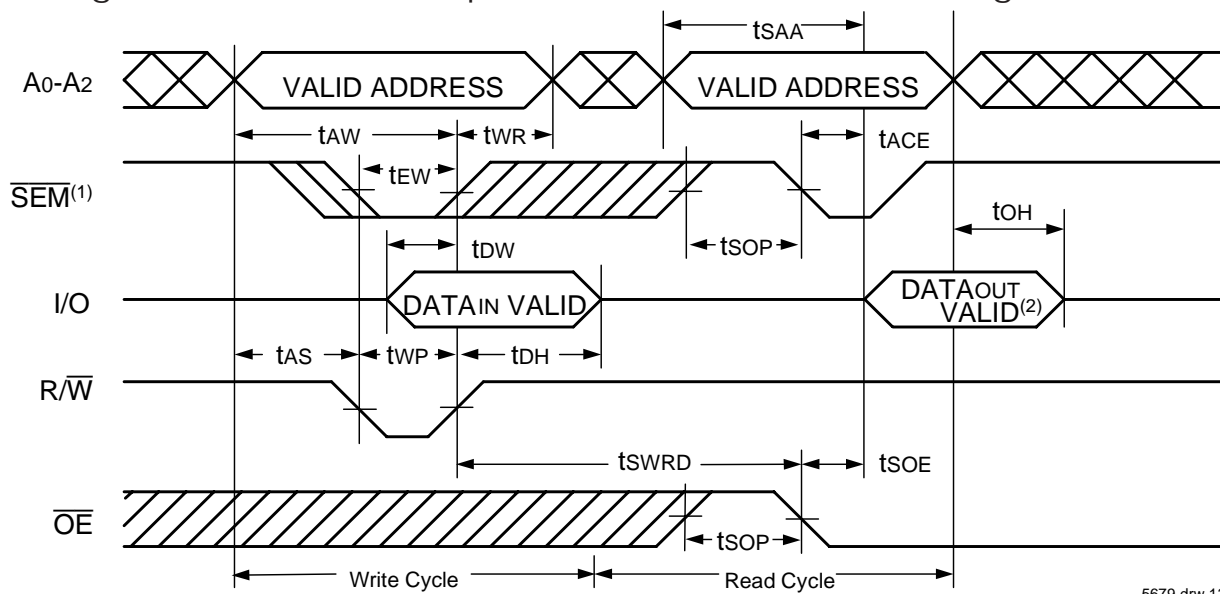 tSAA
A0-A2 VALID ADDRESS VALID ADDRESS
tAW tWR tACE
tEW
SEM(1)
tOH
tDW tSOP
I/O DATAIN VALID DATAOUT
VALID(2)
tAS tWP tDH
R/W
tSWRD tSOE
OE
tSOP
Write Cycle Read Cycle